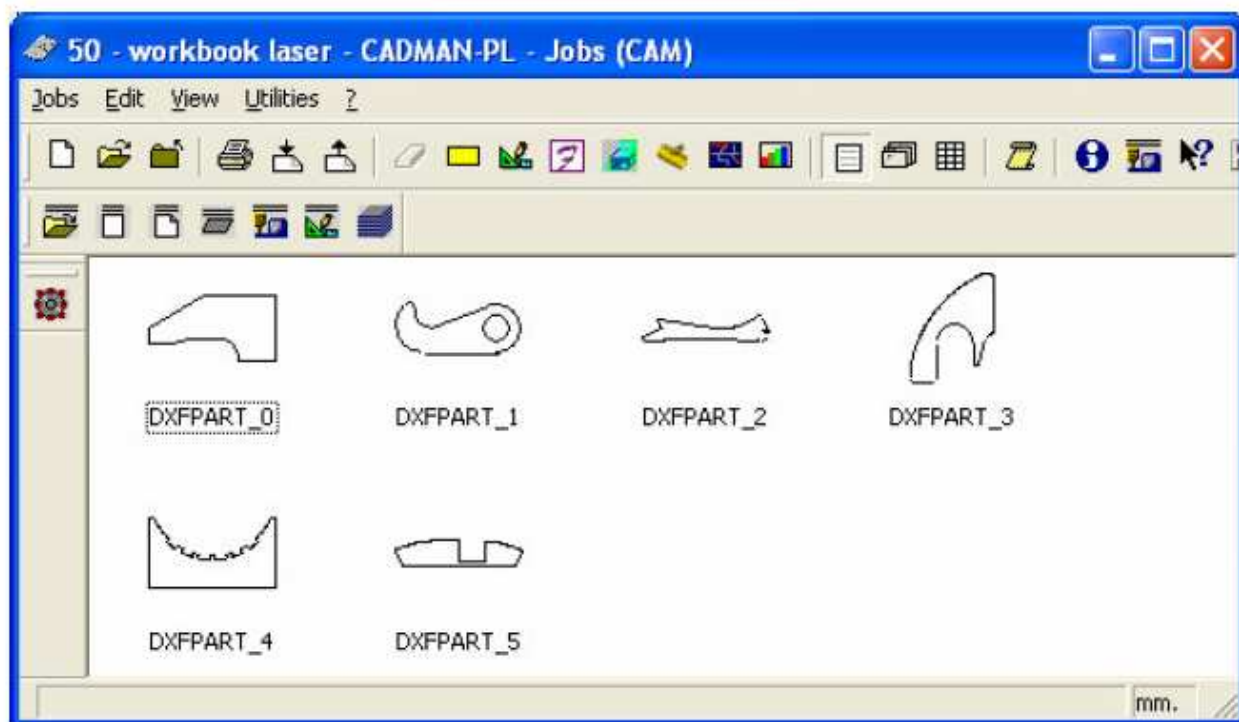 50 - workbook laser - CADMAN-PL - Jobs (CAM)
Jobs Edit View Utilities ?
DXFPART_0 DXFPART_1 DXFPART_2 DXFPART_3
DXFPART_4 DXFPART_5
mm.